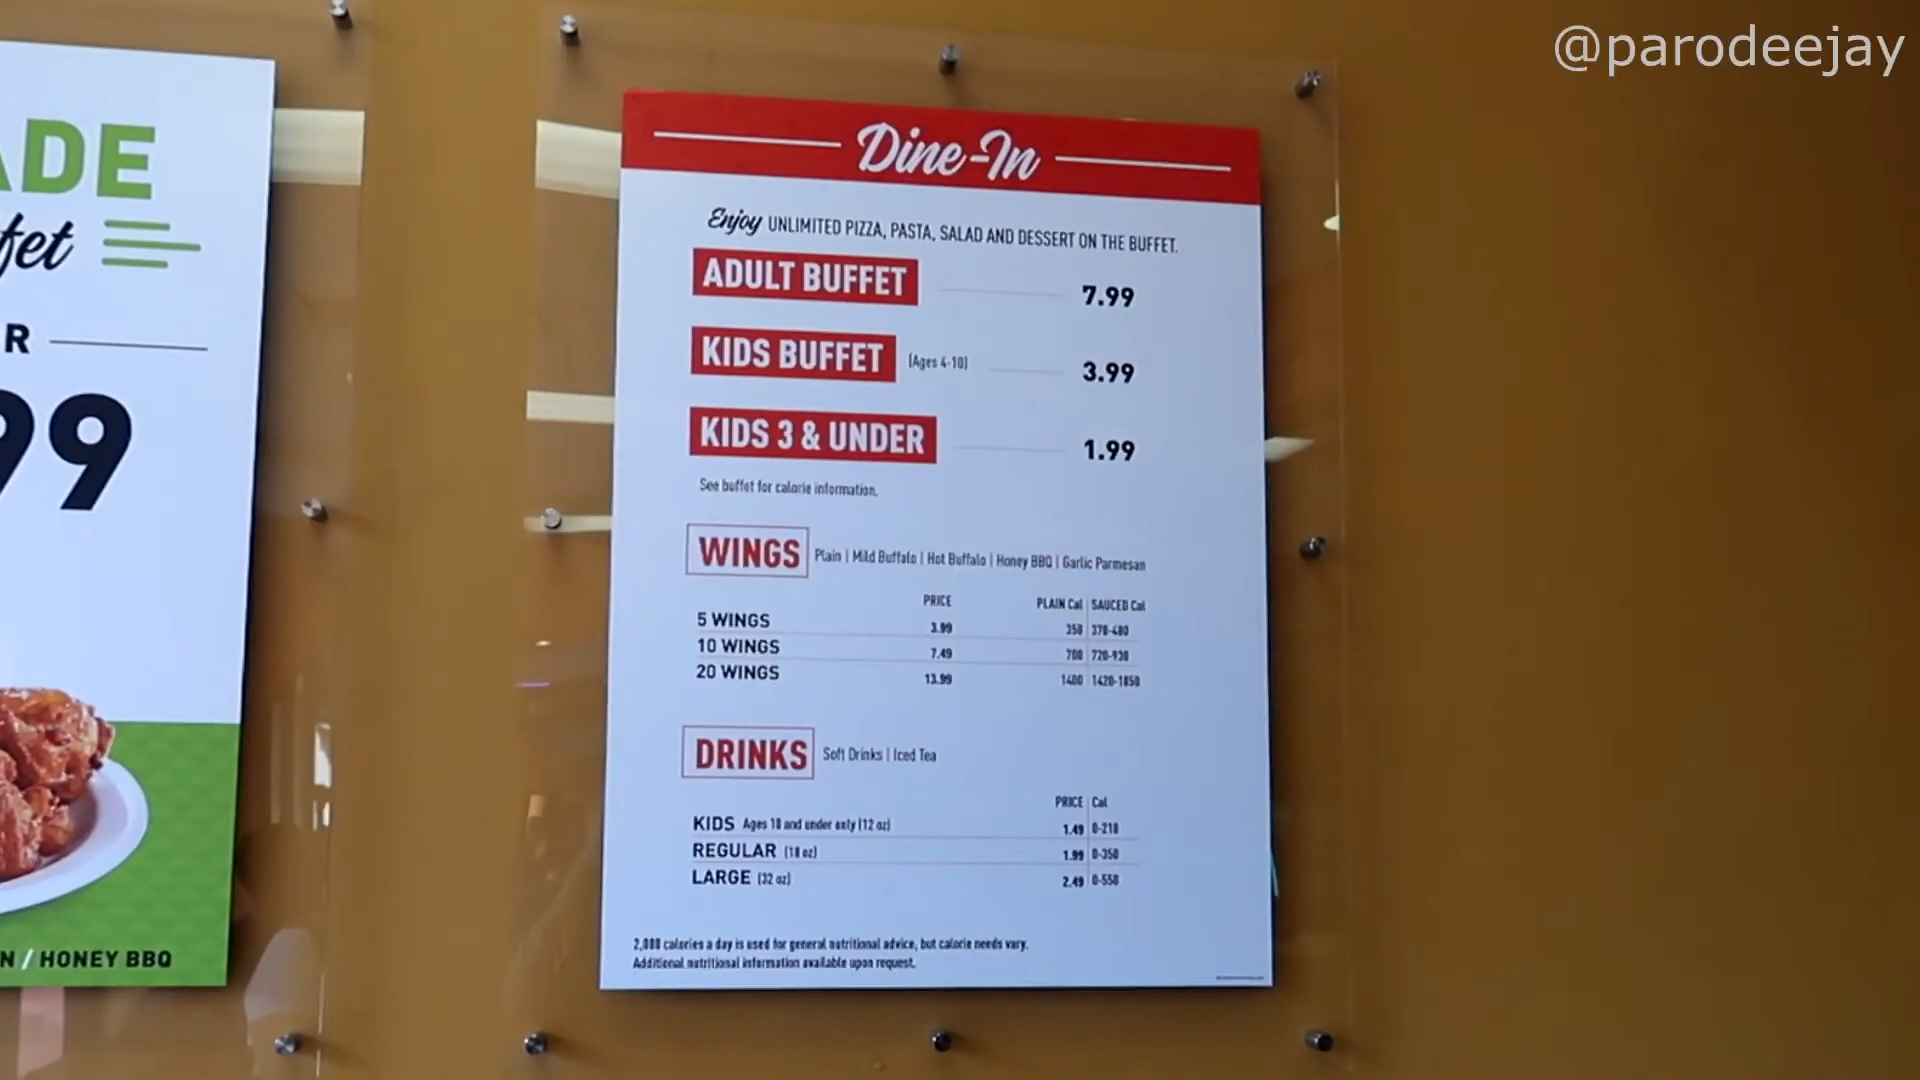 @parodeejay
ADE
fet
R
99
N / HONEY BBQ
Dine-In
Enjoy UNLIMITED PIZZA, PASTA, SALAD AND DESSERT ON THE BUFFET.
ADULT BUFFET 7.99
KIDS BUFFET (Ages 4-10) 3.99
KIDS 3 & UNDER 1.99
See buffet for calorie information.
WINGS Plain | Mild Buffalo | Hot Buffalo | Honey BBQ | Garlic Parmesan
PRICE PLAIN Cal | SAUCED Cal
5 WINGS 3.99 350 370-480
10 WINGS 7.49 700 720-930
20 WINGS 13.99 1400 1420-1850
DRINKS Soft Drinks | Iced Tea
PRICE Cal
KIDS Ages 10 and under only (12 oz) 1.49 0-210
REGULAR 1.99 0-350
LARGE (32 oz) 2.49 0-550
2,000 calories a day is used for general nutritional advice, but calorie needs vary.
Additional nutritional information available upon request.